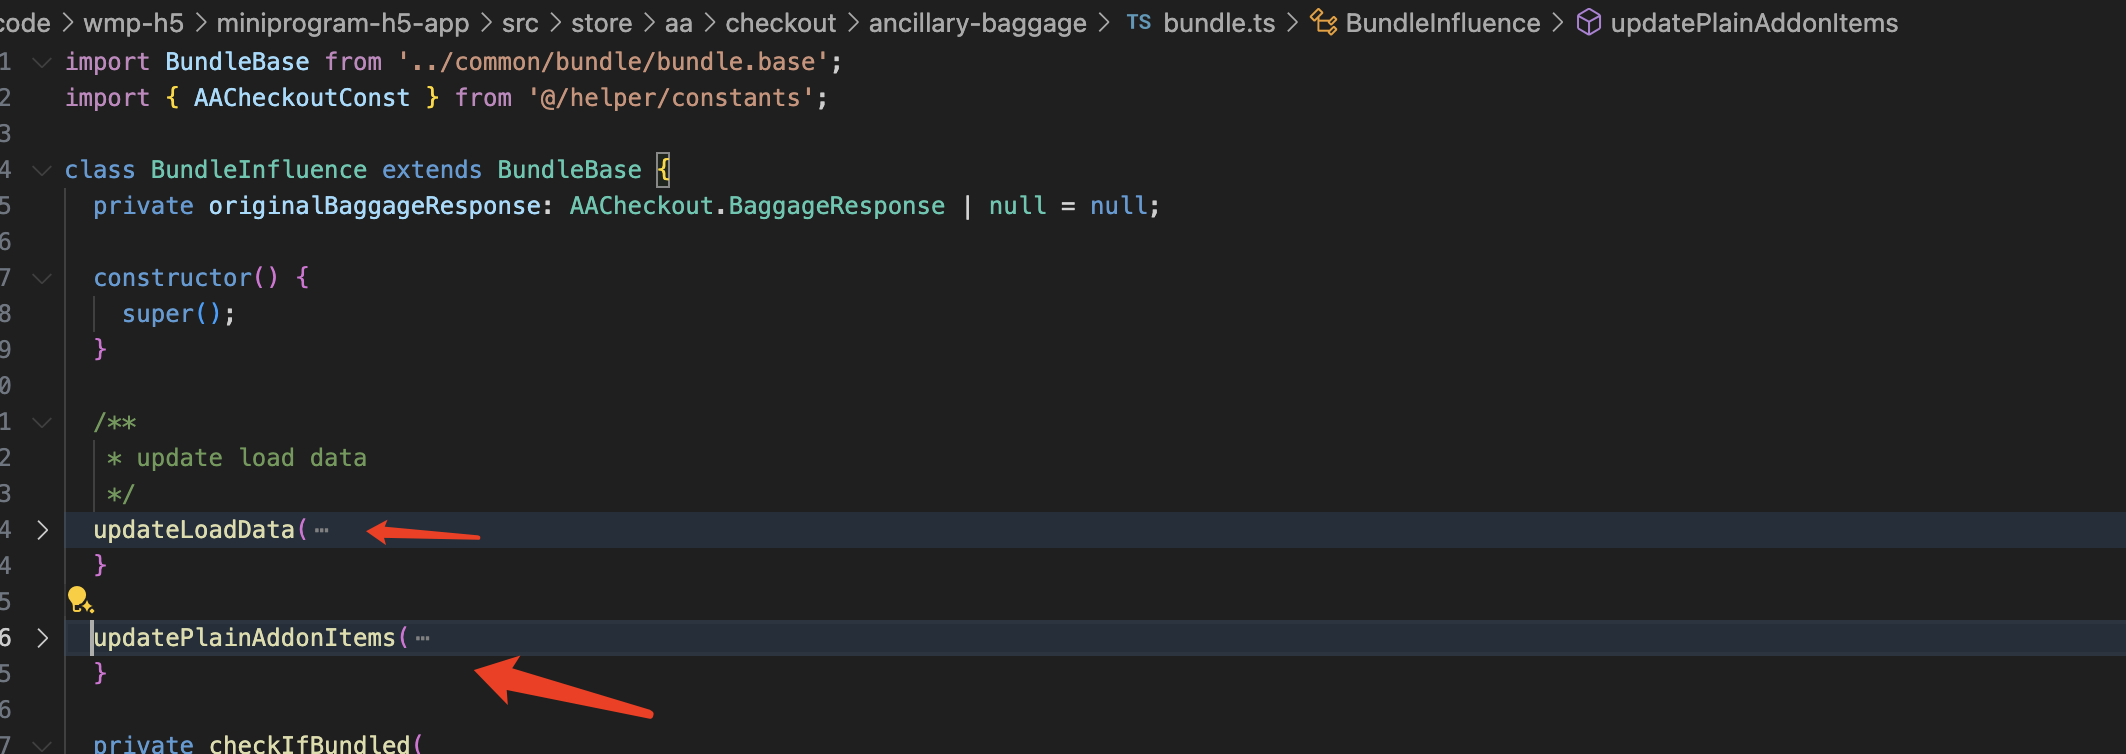 code > wmp-h5 > miniprogram-h5-app > src > store > aa > checkout > ancillary-baggage > TS bundle.ts > BundleInfluence > updatePlainAddonItems
1 import BundleBase from '../common/bundle/bundle.base';
2 import { AACheckoutConst } from '@/helper/constants';
3
4 class BundleInfluence extends BundleBase {
5 private originalBaggageResponse: AACheckout.BaggageResponse | null = null;
6
7 constructor() {
8 super();
9 }
0
1 /**
2 * update load data
3 */
4 updateLoadData( ⋯
4 }
5
6 updatePlainAddonItems( ⋯
5 }
6
7 private checkIfBundled(